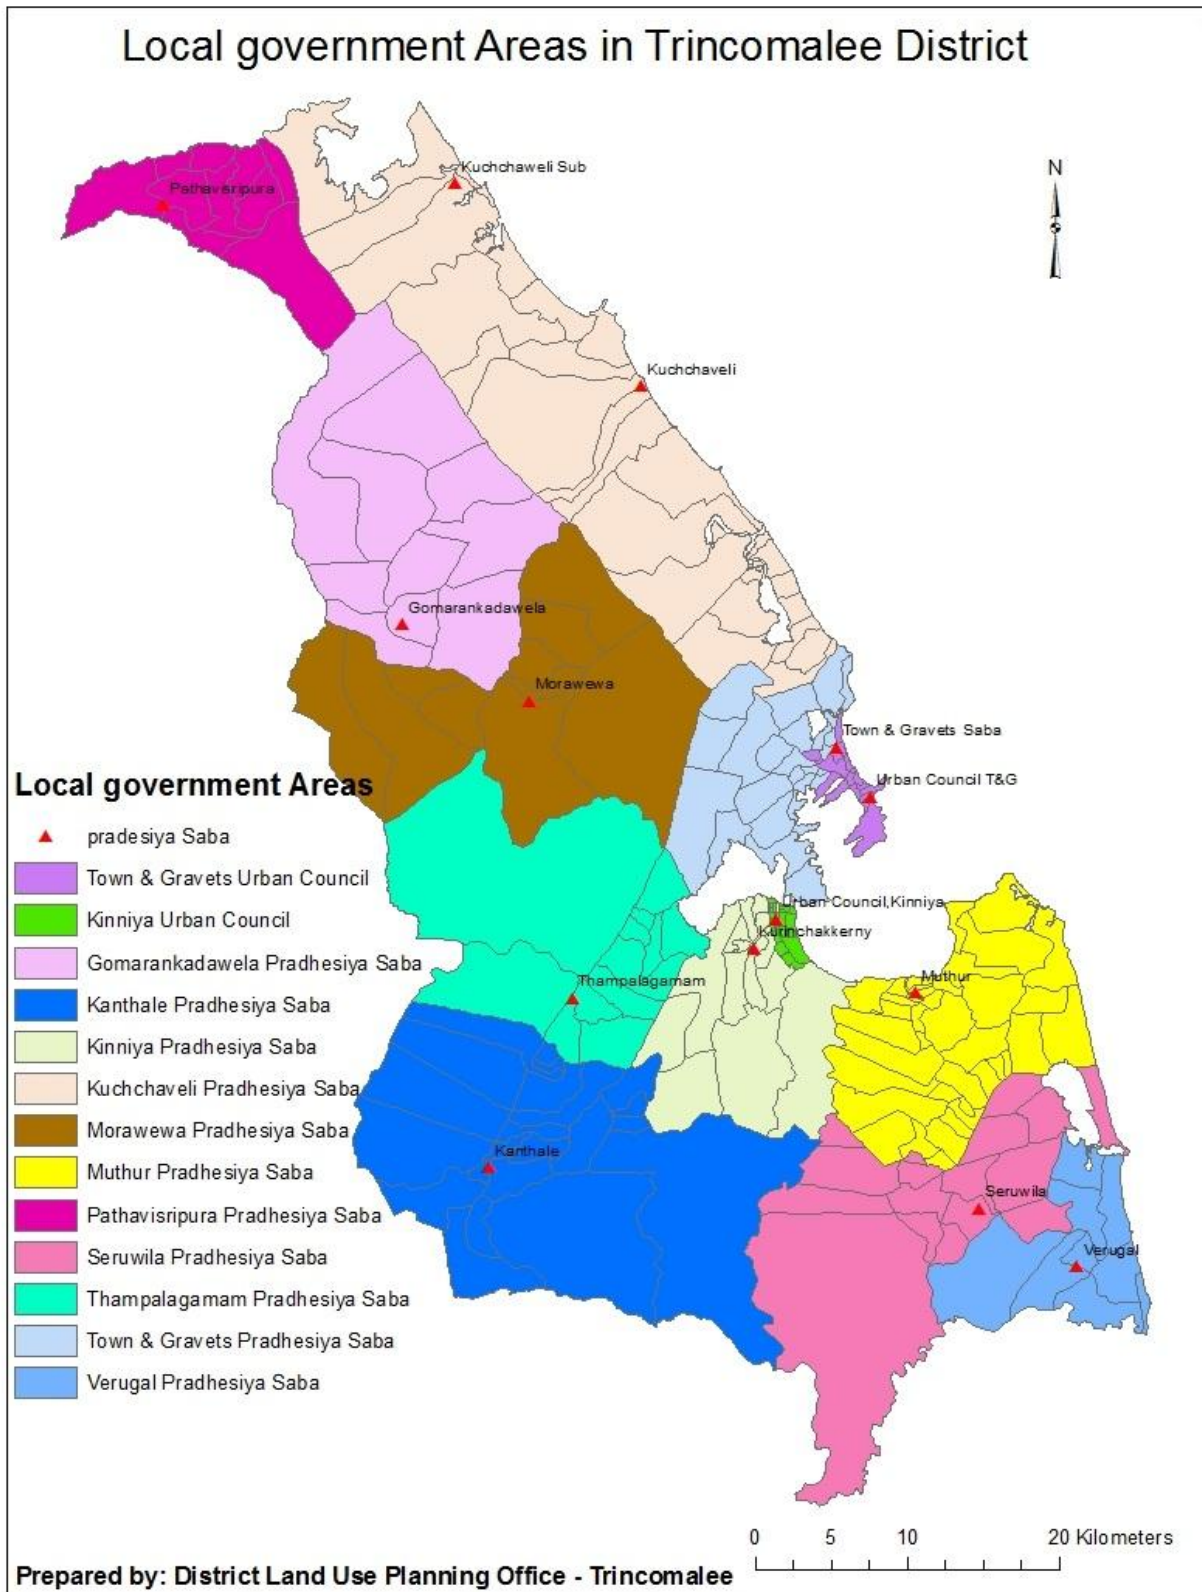 Local government Areas in Trincomalee District
Kuchchaweli Sub
N
Pathavisripura
Kuchchaveli
Gomarankadawela
Morawewa
Town & Gravets Saba
Urban Council T&G
Urban Council,Kinniya
Kurinchakkerny
Thampalagamam
Muthur
Kanthale
Seruwila
Verugal
Local government Areas
pradesiya Saba
Town & Gravets Urban Council
Kinniya Urban Council
Gomarankadawela Pradhesiya Saba
Kanthale Pradhesiya Saba
Kinniya Pradhesiya Saba
Kuchchaveli Pradhesiya Saba
Morawewa Pradhesiya Saba
Muthur Pradhesiya Saba
Pathavisripura Pradhesiya Saba
Seruwila Pradhesiya Saba
Thampalagamam Pradhesiya Saba
Town & Gravets Pradhesiya Saba
Verugal Pradhesiya Saba
0 5 10 20 Kilometers
Prepared by: District Land Use Planning Office - Trincomalee